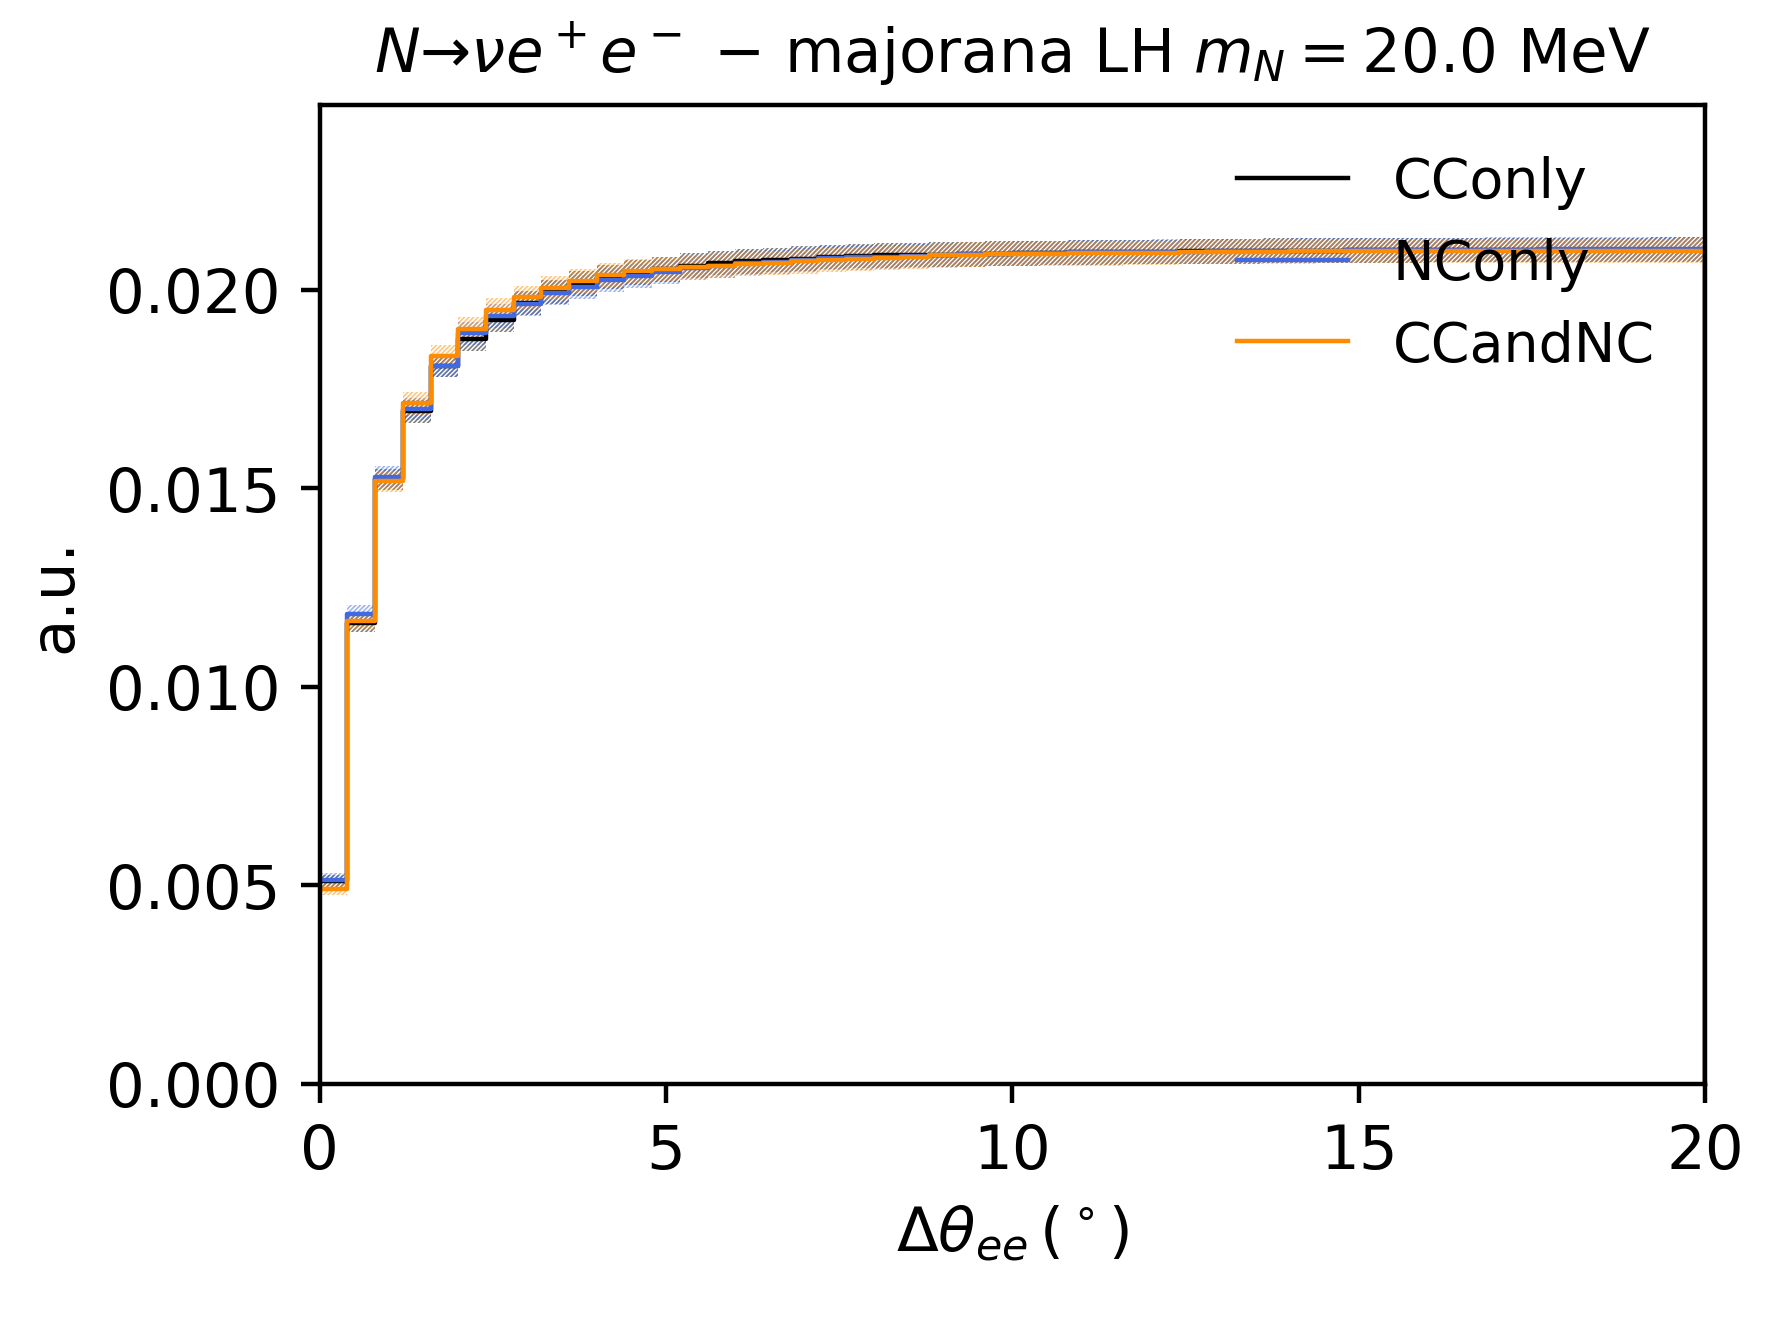 N→νe⁺e⁻ − majorana LH m_N = 20.0 MeV
CConly
NConly
CCandNC
0.020
0.015
0.010
0.005
0.000
a.u.
0 5 10 15 20
Δθ_ee (°)